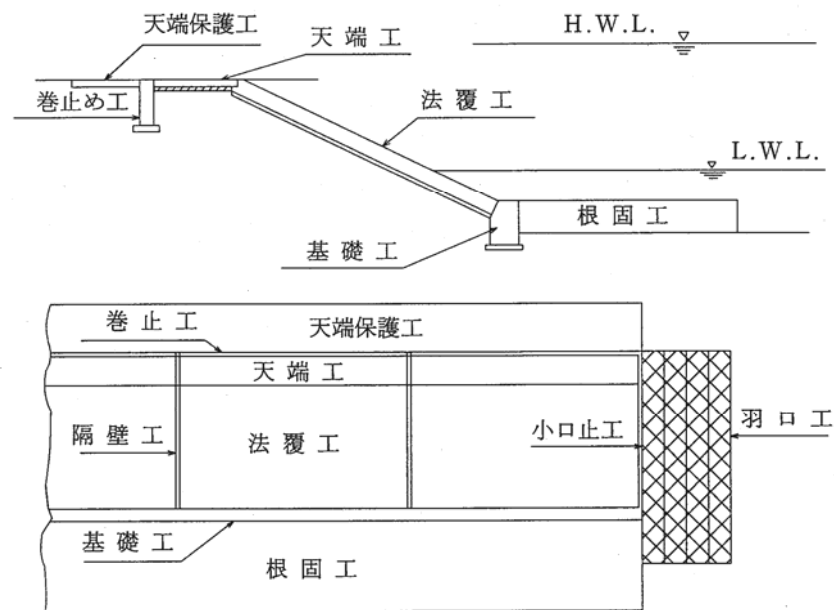 天端保護工
天端工
H.W.L.
巻止め工
法覆工
L.W.L.
根固工
基礎工
巻止工
天端保護工
天端工
隔壁工
法覆工
小口止工
羽口工
基礎工
根固工